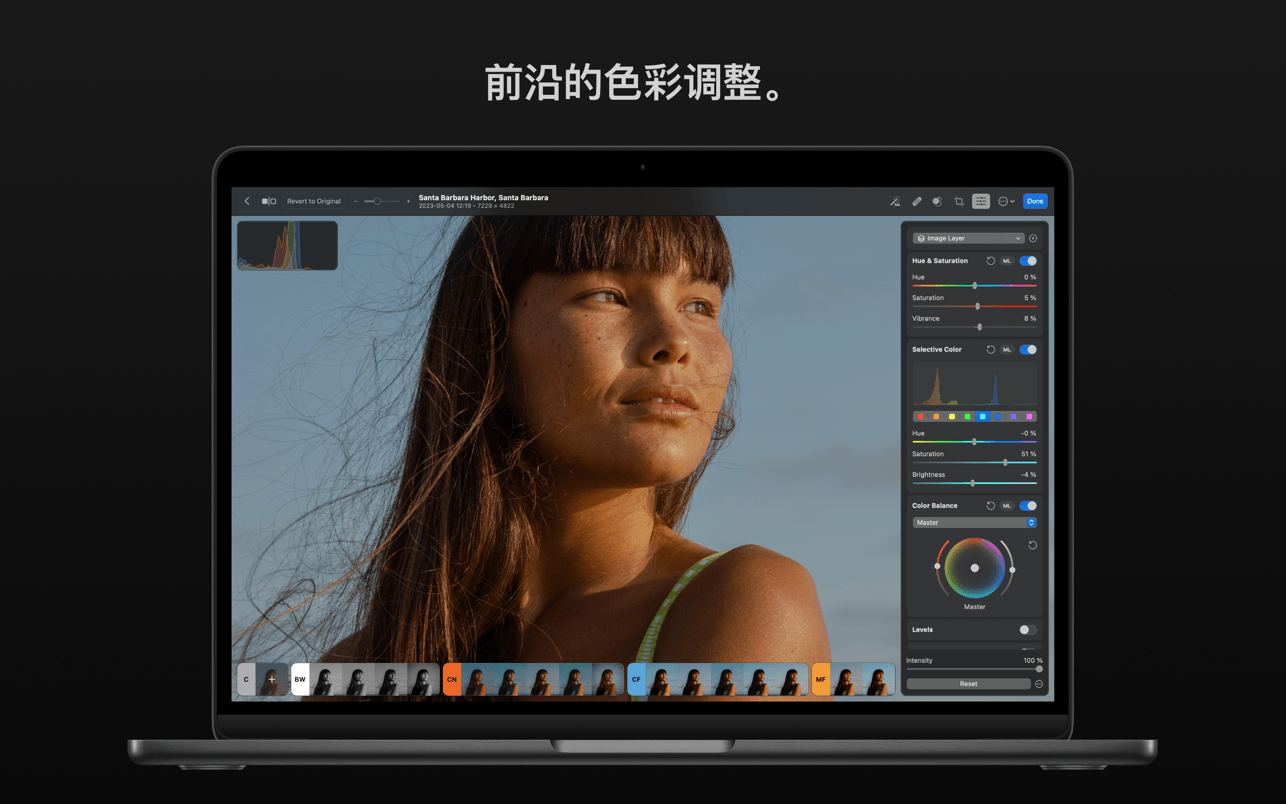 前沿的色彩调整。
Revert to Original
Santa Barbara Harbor, Santa Barbara
2023-05-04 12:19 • 7229 × 4822
Done
Image Layer
Hue & Saturation ML
Hue 0 %
Saturation 5 %
Vibrance 8 %
Selective Color ML
Hue -0 %
Saturation 51 %
Brightness -4 %
Color Balance ML
Master
Master
Levels
Intensity 100 %
Reset
C BW CN CF MF